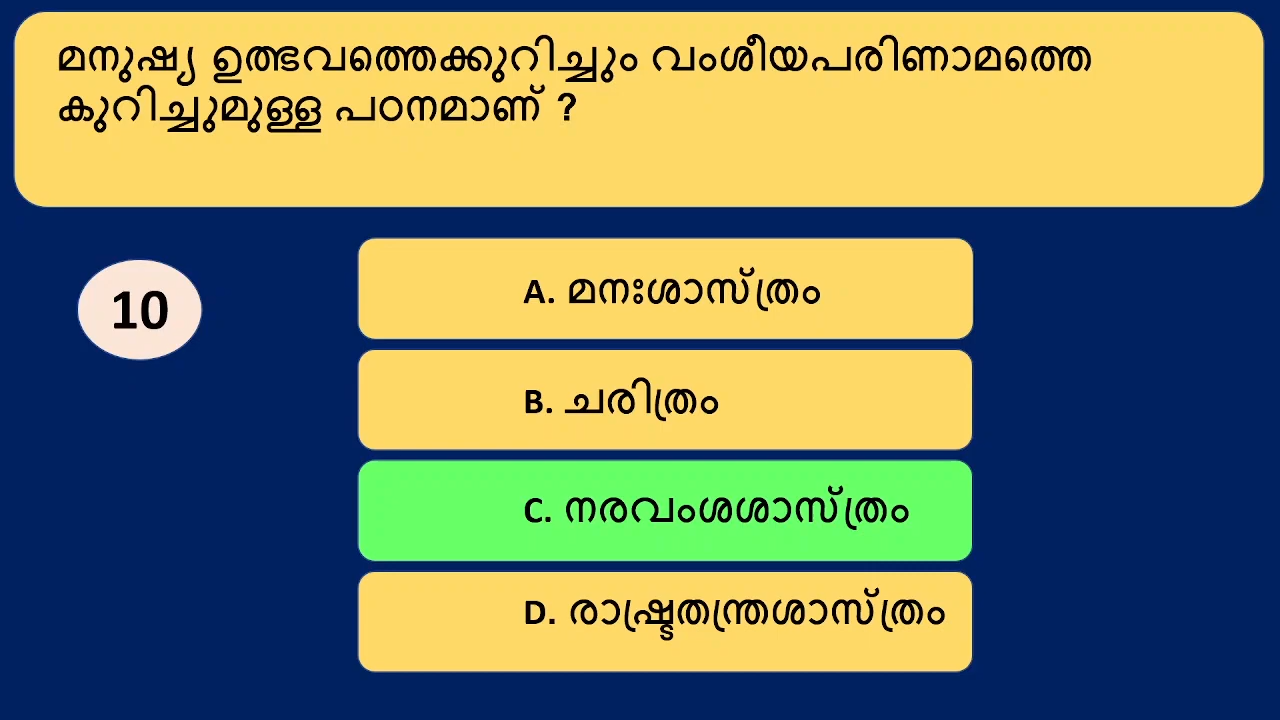 മനുഷ്യ ഉത്ഭവത്തെക്കുറിച്ചും വംശീയപരിണാമത്തെ
കുറിച്ചുമുള്ള പഠനമാണ് ?
10
A. മനഃശാസ്ത്രം
B. ചരിത്രം
C. നരവംശശാസ്ത്രം
D. രാഷ്ട്രതന്ത്രശാസ്ത്രം